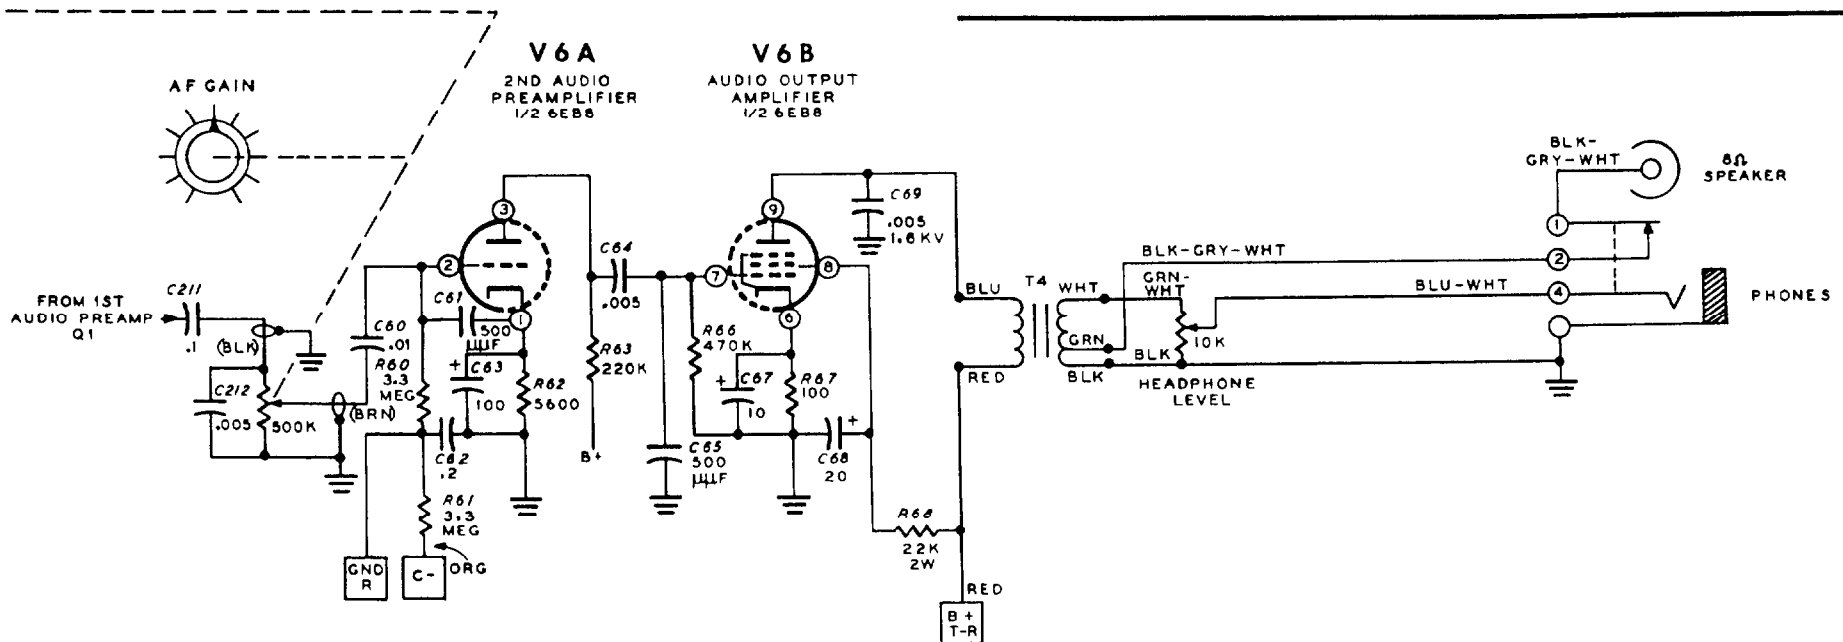 AF GAIN
V6A
2ND AUDIO
PREAMPLIFIER
1/2 6EB8
V6B
AUDIO OUTPUT
AMPLIFIER
1/2 6EB8
FROM 1ST
AUDIO PREAMP
Q1
C211
.1
(BLK)
C212
.005
500K
(BRN)
C60
.01
R60
3.3
MEG
C61
500
µµF
2
3
1
C63
+
100
R62
5600
C62
.2
R61
3.3
MEG
GND
R
C-
ORG
C64
.005
R63
220K
B+
C65
500
µµF
R66
470K
7
9
8
6
+
C67
10
R67
100
C68
+
20
C69
.005
1.6KV
R68
22K
2W
BLU
RED
RED
B+
T-R
T4
WHT
GRN
BLK
GRN-
WHT
10K
BLK
HEADPHONE
LEVEL
BLK-GRY-WHT
BLU-WHT
BLK-
GRY-WHT
8Ω
SPEAKER
1
2
4
PHONES